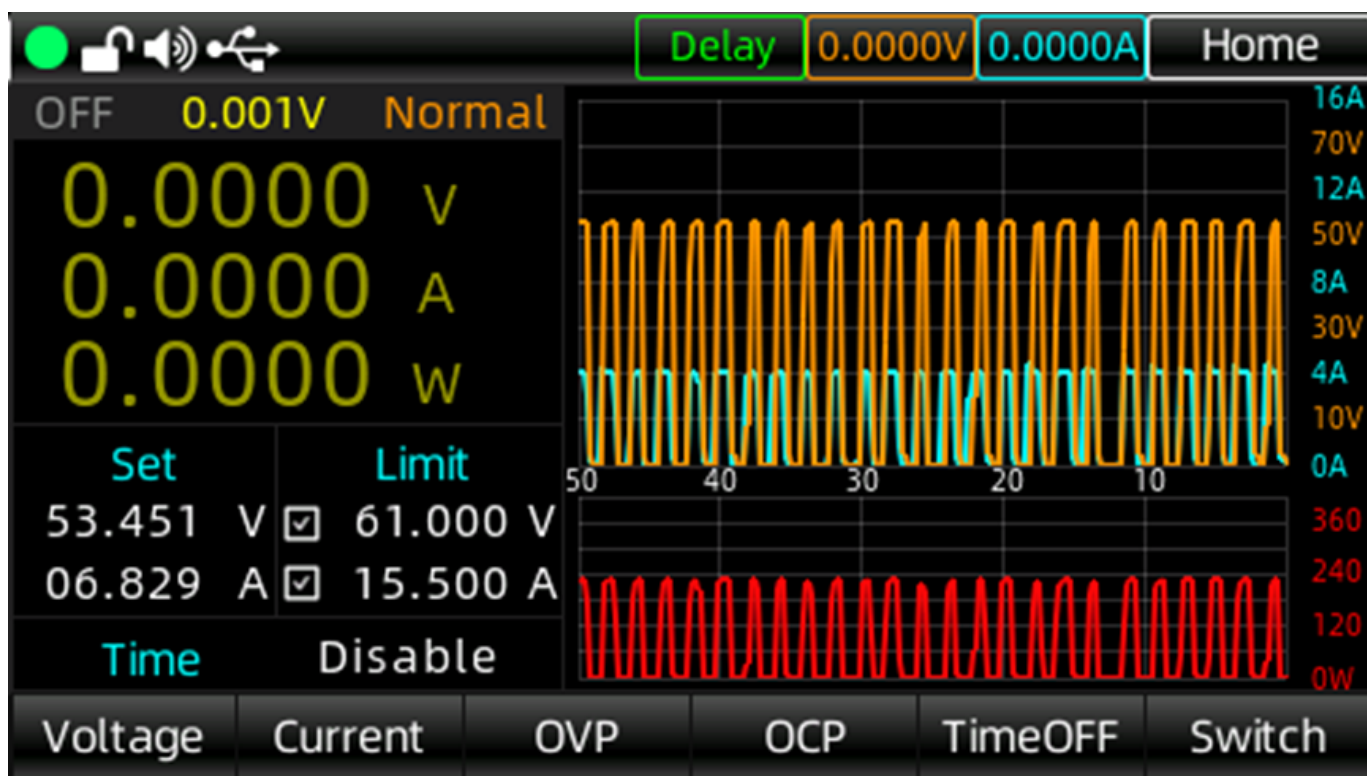 Delay 0.0000V 0.0000A Home
OFF 0.001V Normal
0.0000 V
0.0000 A
0.0000 W
Set Limit
53.451 V 61.000 V
06.829 A 15.500 A
Time Disable
16A
70V
12A
50V
8A
30V
4A
10V
0A
50 40 30 20 10
360
240
120
0W
Voltage Current OVP OCP TimeOFF Switch